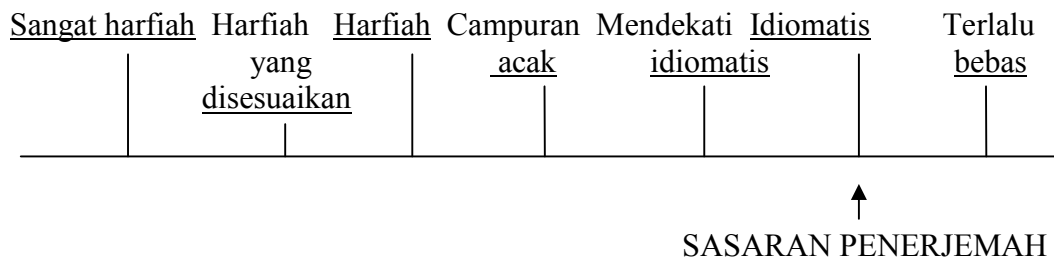 Sangat harfiah Harfiah Harfiah Campuran Mendekati Idiomatis Terlalu
yang acak idiomatis bebas
disesuaikan
SASARAN PENERJEMAH